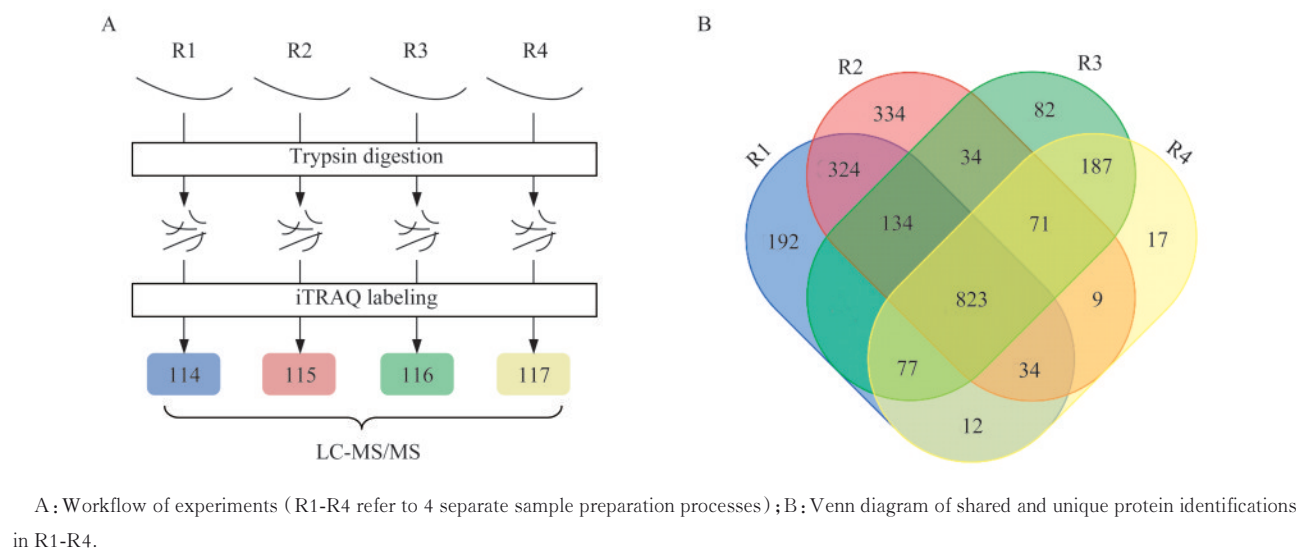 A
R1 R2 R3 R4
Trypsin digestion
iTRAQ labeling
114 115 116 117
LC-MS/MS
B
R1
R2
R3
R4
334
82
324
34
187
192
134
71
17
823
9
77
34
12
A:Workflow of experiments (R1-R4 refer to 4 separate sample preparation processes);B:Venn diagram of shared and unique protein identifications
in R1-R4.